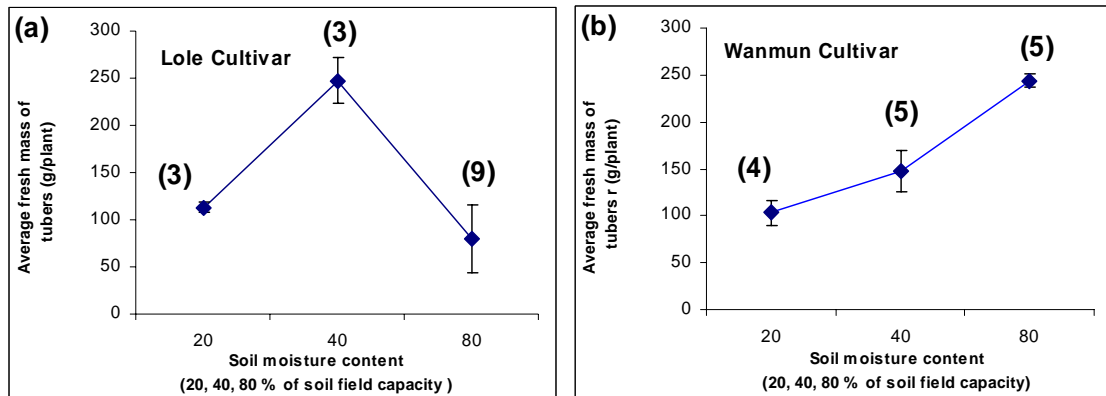 (a)
Lole Cultivar
Average fresh mass of
tubers (g/plant)
300
250
200
150
100
50
0
(3)
(3)
(9)
20
40
80
Soil moisture content
(20, 40, 80 % of soil field capacity )
(b)
Wanmun Cultivar
Average fresh mass of
tubers r (g/plant)
300
250
200
150
100
50
0
(4)
(5)
(5)
20
40
80
Soil moisture content
(20, 40, 80 % of soil field capacity)